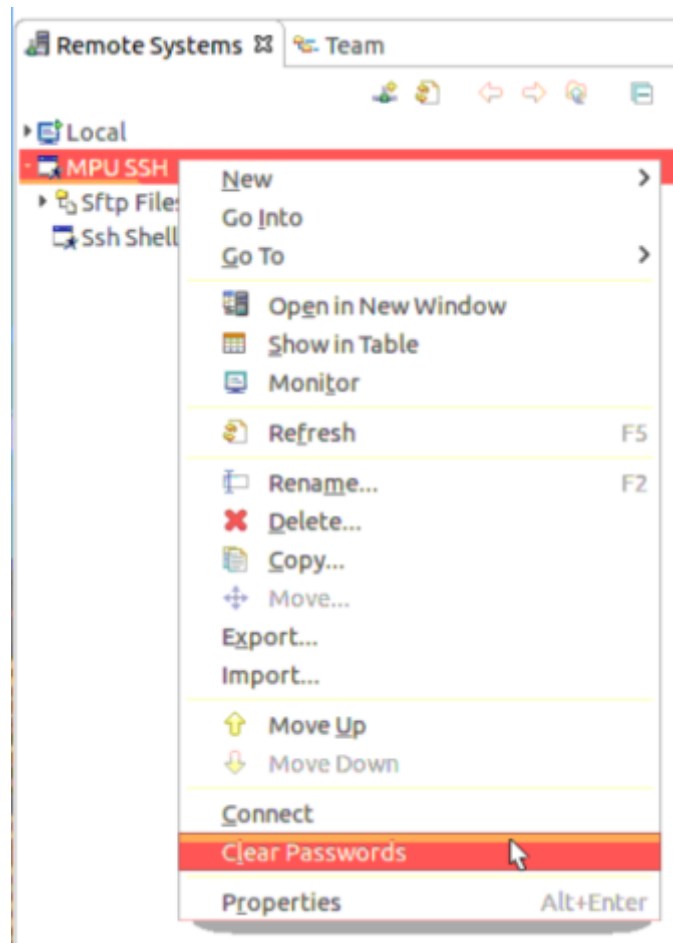 Remote Systems Team
Local
MPU SSH
Sftp File
Ssh Shell
New
Go Into
Go To
Open in New Window
Show in Table
Monitor
Refresh F5
Rename... F2
Delete...
Copy...
Move...
Export...
Import...
Move Up
Move Down
Connect
Clear Passwords
Properties Alt+Enter